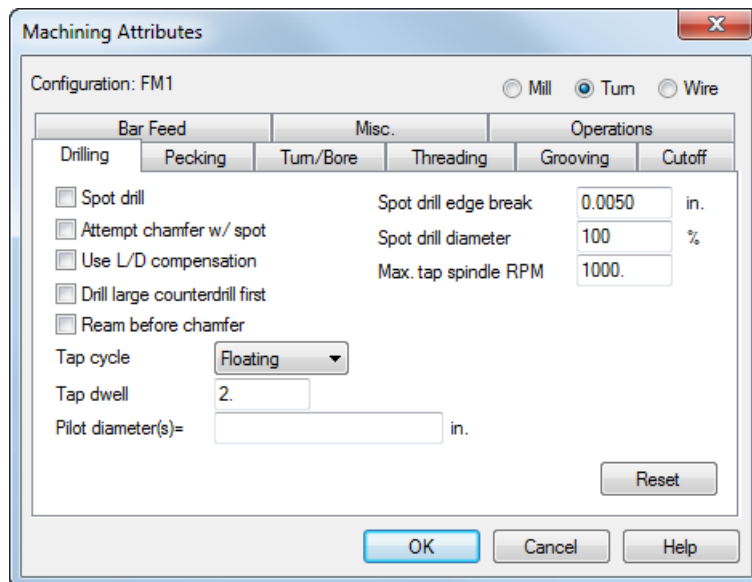 Machining Attributes
Configuration: FM1
Mill Turn Wire
Bar Feed Misc. Operations
Drilling Pecking Turn/Bore Threading Grooving Cutoff
Spot drill
Spot drill edge break 0.0050 in.
Attempt chamfer w/ spot
Spot drill diameter 100 %
Use L/D compensation
Max. tap spindle RPM 1000.
Drill large counterdrill first
Ream before chamfer
Tap cycle Floating
Tap dwell 2.
Pilot diameter(s)= in.
Reset
OK Cancel Help